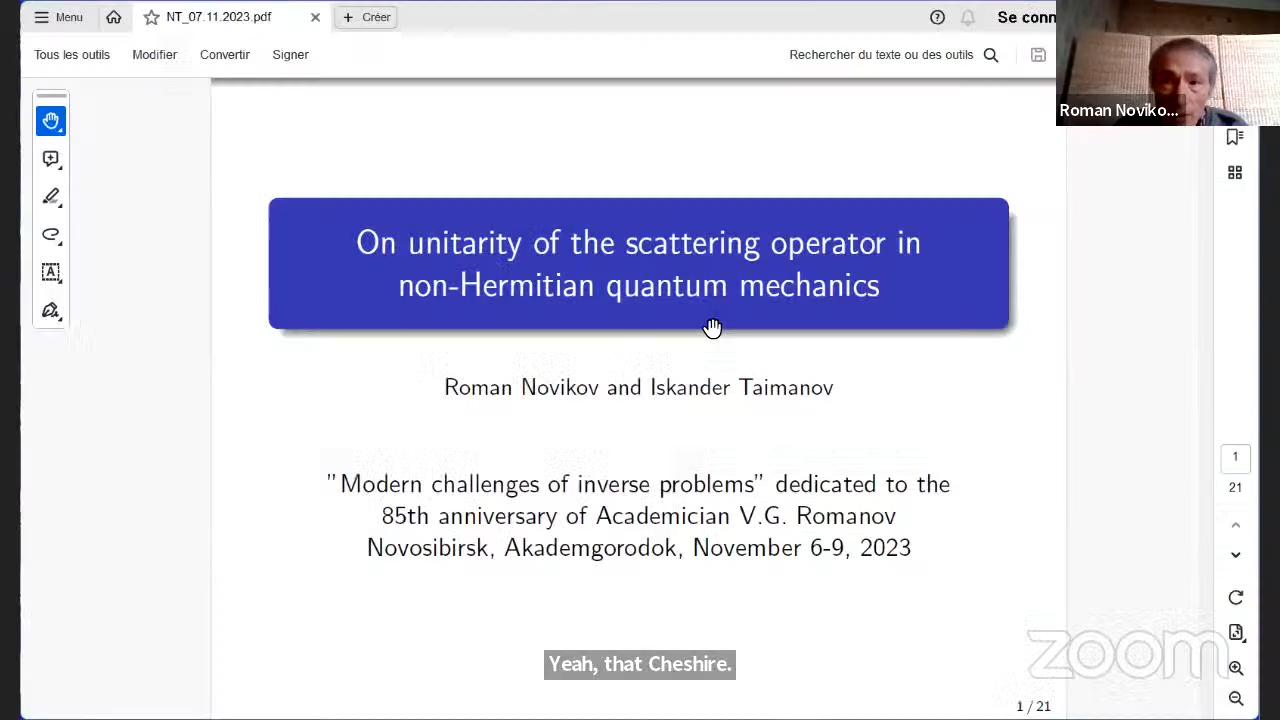 Menu
NT_07.11.2023.pdf
Créer
Se conn
Tous les outils
Modifier
Convertir
Signer
Rechercher du texte ou des outils
Roman Noviko...
On unitarity of the scattering operator in
non-Hermitian quantum mechanics
Roman Novikov and Iskander Taimanov
"Modern challenges of inverse problems" dedicated to the
85th anniversary of Academician V.G. Romanov
Novosibirsk, Akademgorodok, November 6-9, 2023
1
21
Yeah, that Cheshire.
zoom
1 / 21